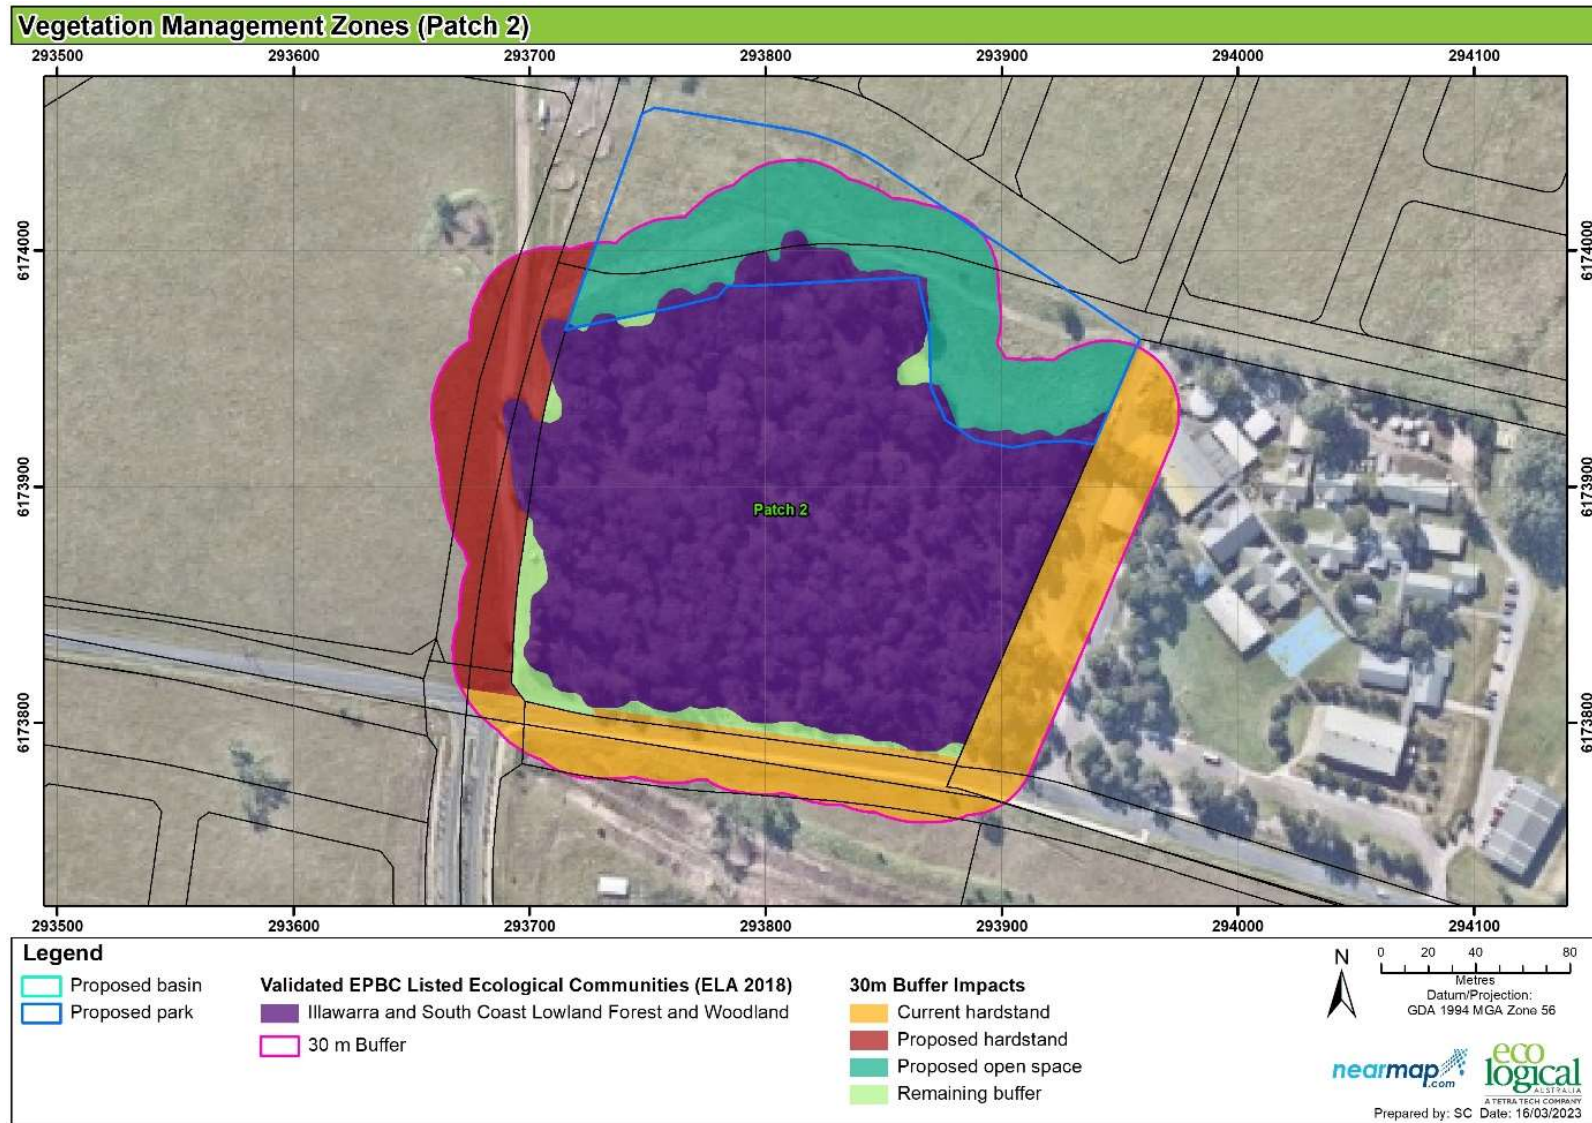 Vegetation Management Zones (Patch 2)
293500 293600 293700 293800 293900 294000 294100
6174000 6174000
6173900 6173900
Patch 2
6173800 6173800
293500 293600 293700 293800 293900 294000 294100
Legend
Proposed basin
Proposed park
Validated EPBC Listed Ecological Communities (ELA 2018)
Illawarra and South Coast Lowland Forest and Woodland
30 m Buffer
30m Buffer Impacts
Current hardstand
Proposed hardstand
Proposed open space
Remaining buffer
N
0 20 40 80
Metres
Datum/Projection:
GDA 1994 MGA Zone 56
nearmap
.com
eco
logical
AUSTRALIA
A TETRA TECH COMPANY
Prepared by: SC Date: 16/03/2023